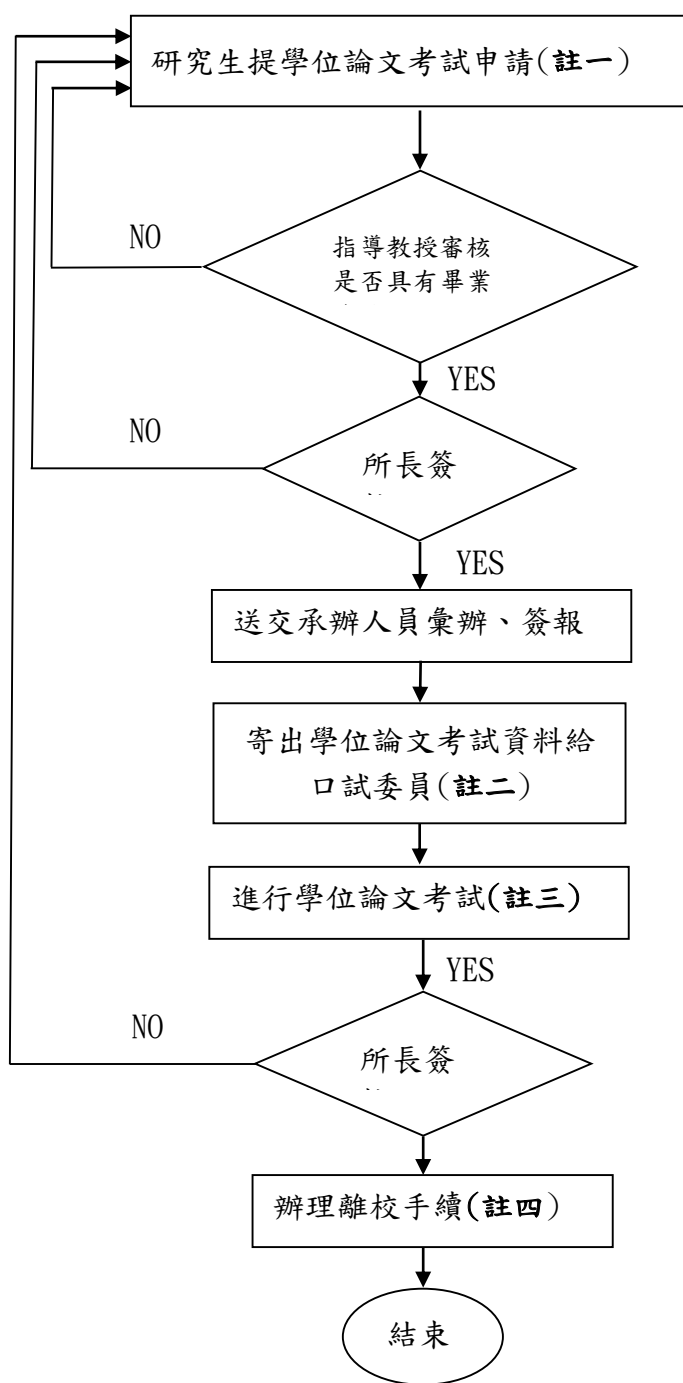 研究生提學位論文考試申請(註一)
NO
指導教授審核
是否具有畢業
YES
NO
所長簽
YES
送交承辦人員彙辦、簽報
寄出學位論文考試資料給
口試委員(註二)
進行學位論文考試(註三)
YES
NO
所長簽
辦理離校手續(註四)
結束